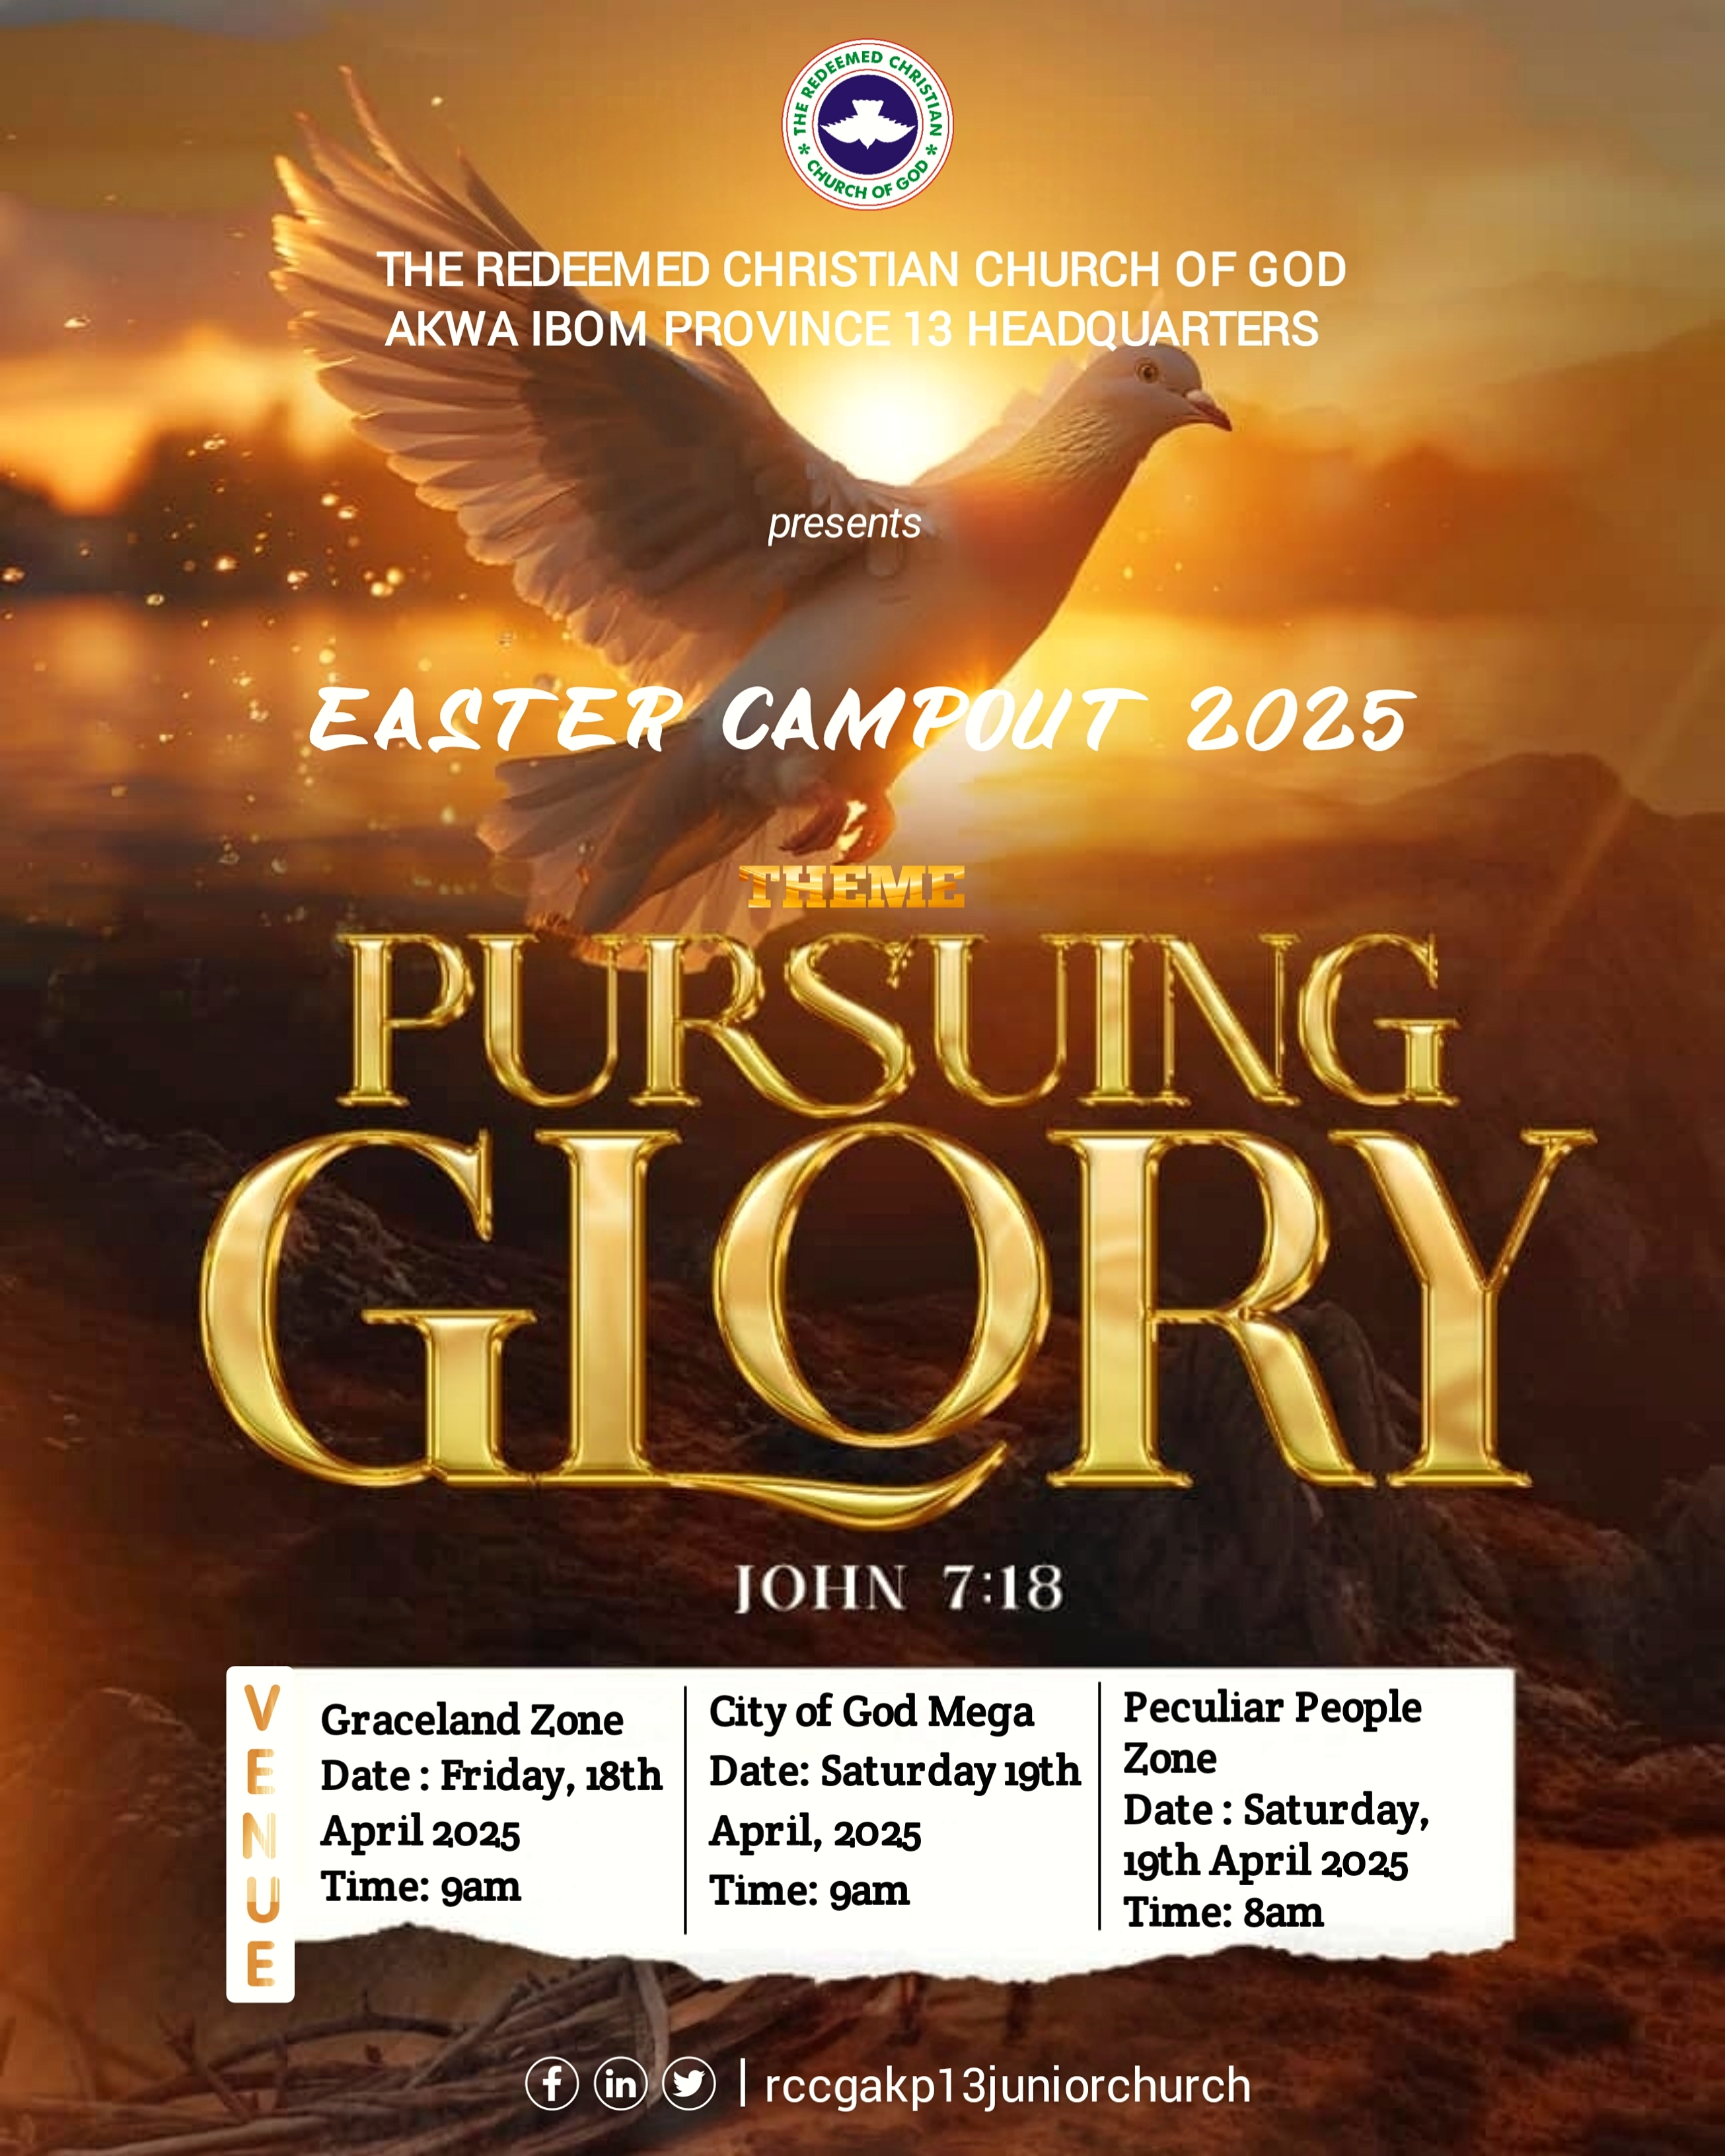 THE REDEEMED CHRISTIAN
CHURCH OF GOD
THE REDEEMED CHRISTIAN CHURCH OF GOD
AKWA IBOM PROVINCE 13 HEADQUARTERS
presents
EASTER CAMPOUT 2025
THEME
PURSUING
GLORY
JOHN 7:18
VENUE
Graceland Zone
Date : Friday, 18th
April 2025
Time: 9am
City of God Mega
Date: Saturday 19th
April, 2025
Time: 9am
Peculiar People
Zone
Date : Saturday,
19th April 2025
Time: 8am
| rccgakp13juniorchurch